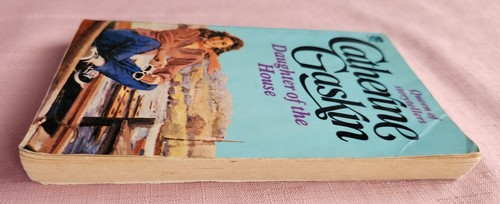 Catherine
Gaskin
Daughter of the
House